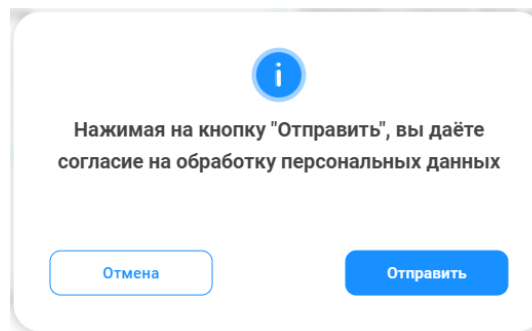 Нажимая на кнопку "Отправить", вы даёте
согласие на обработку персональных данных
Отмена
Отправить